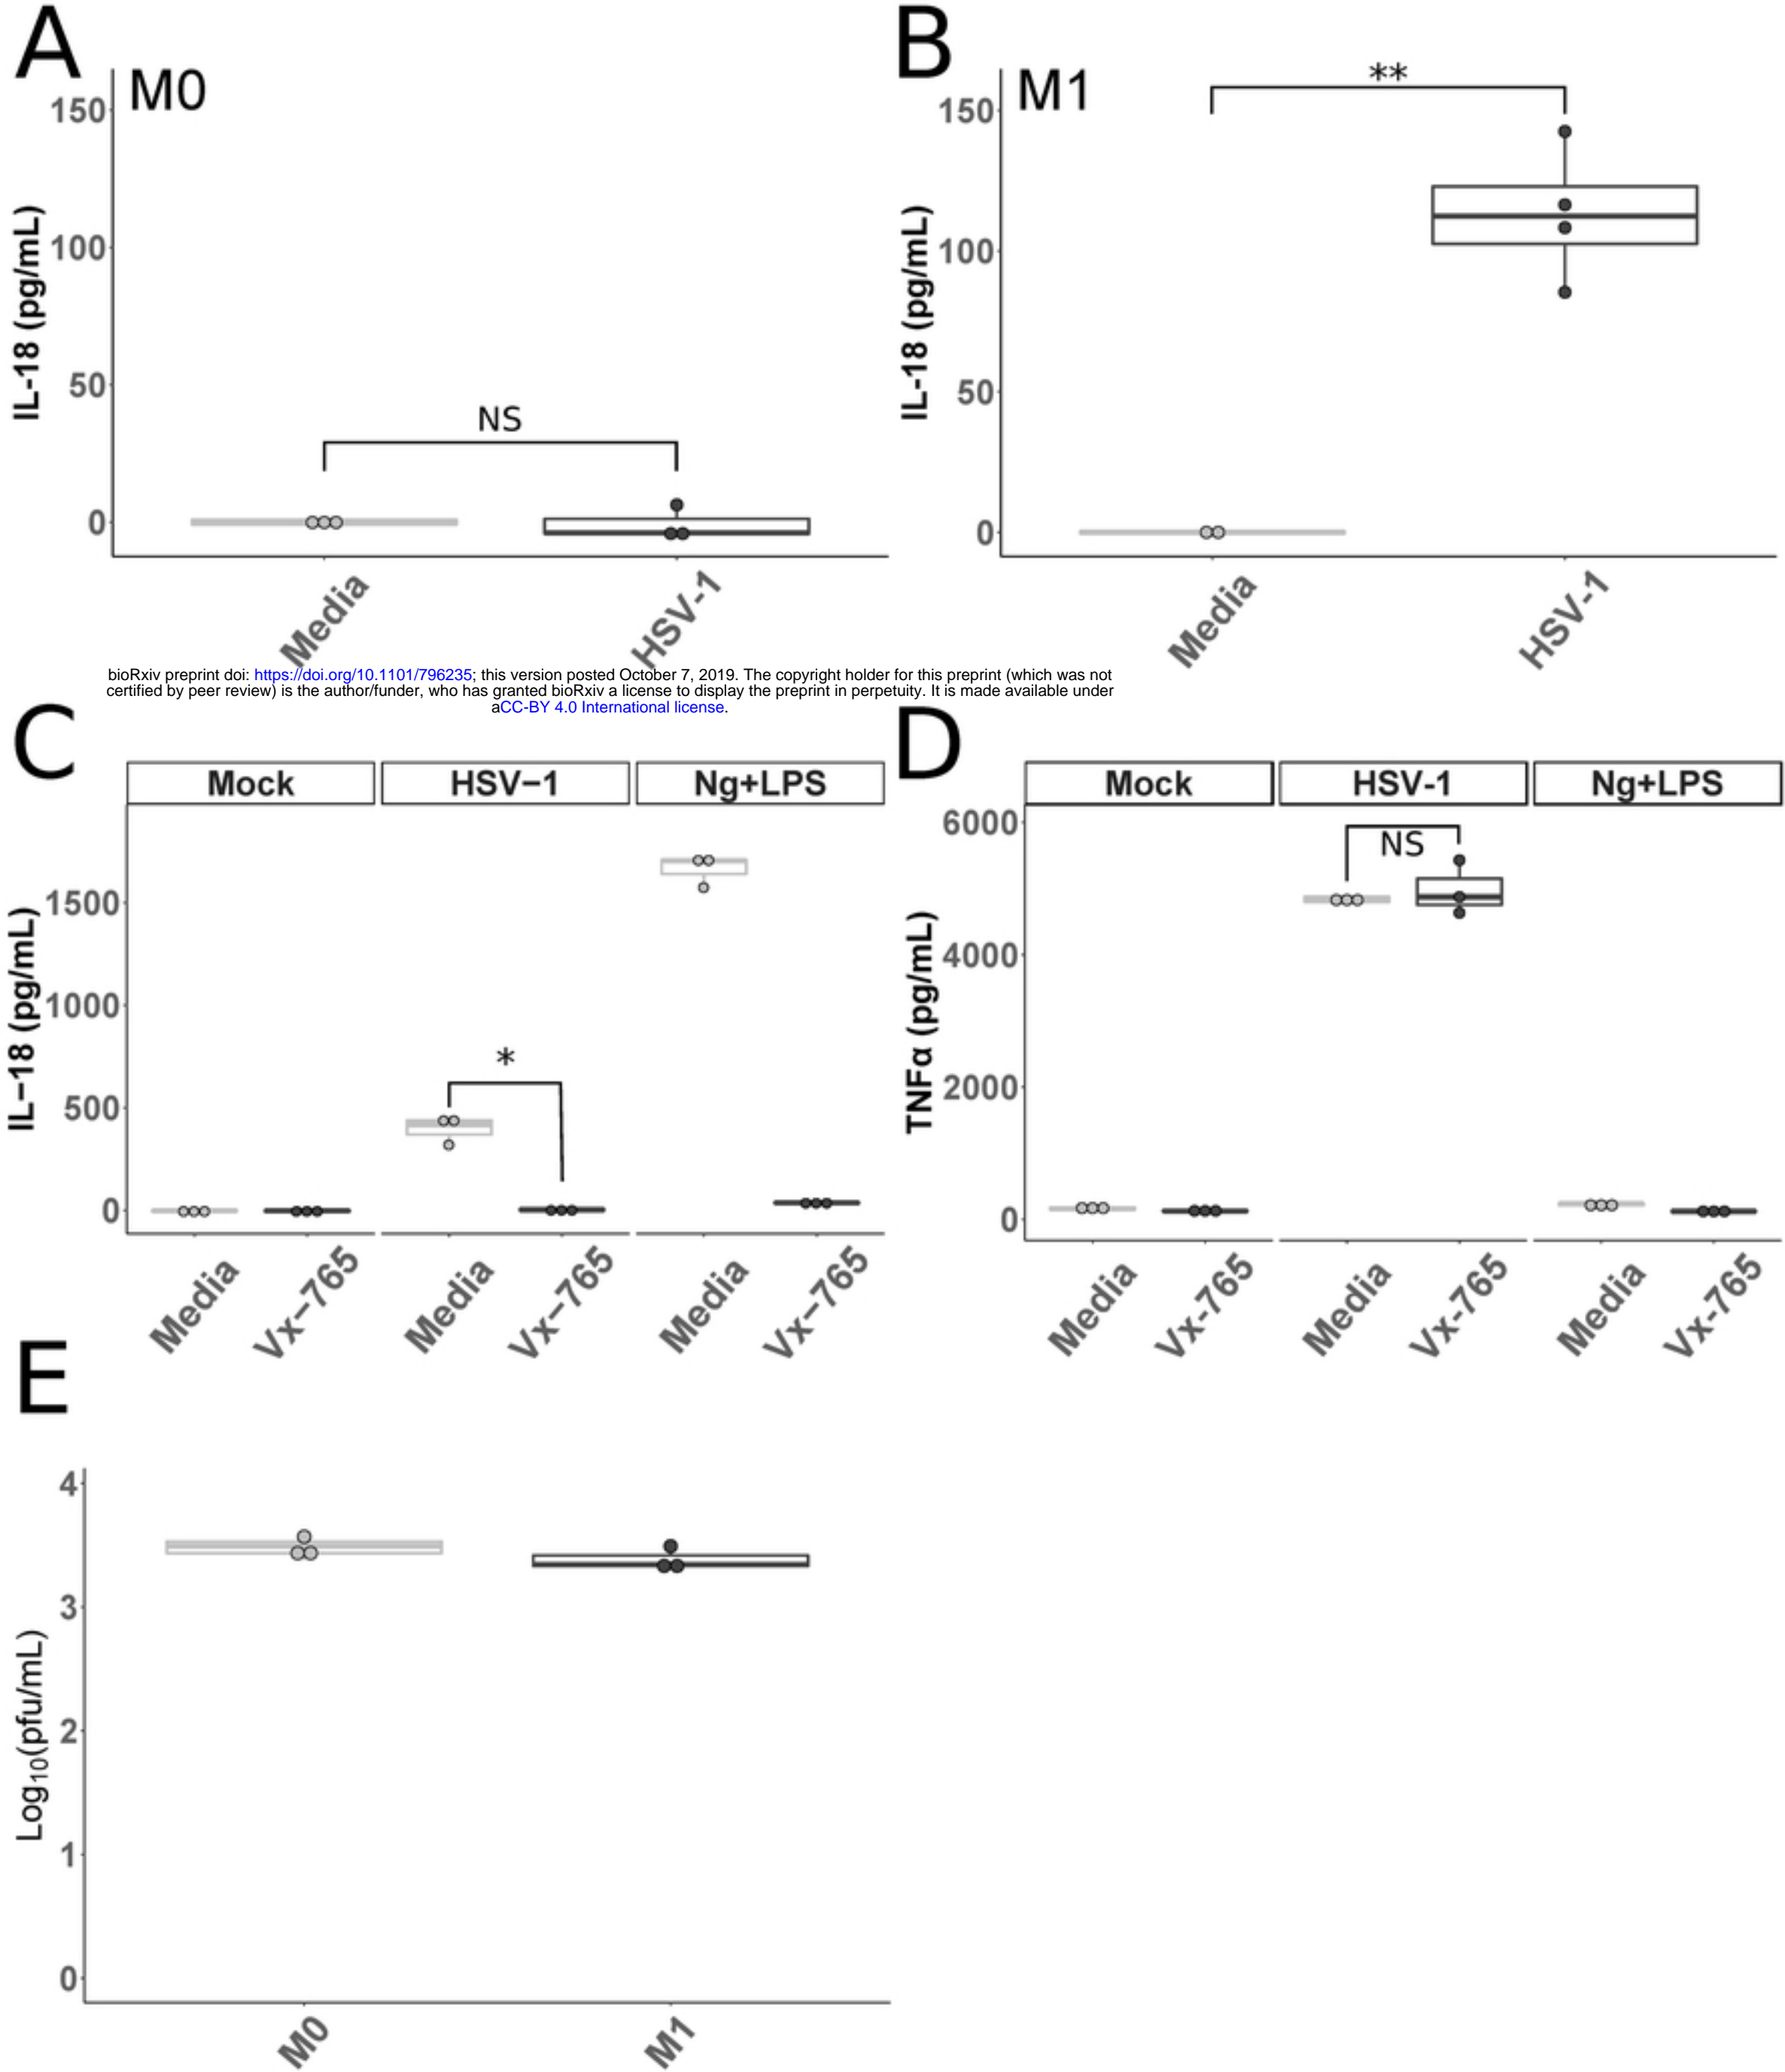 A
B
M0
150
100
50
0
IL-18 (pg/mL)
NS
Media
HSV-1
M1
**
150
100
50
0
IL-18 (pg/mL)
Media
HSV-1
bioRxiv preprint doi: https://doi.org/10.1101/796235; this version posted October 7, 2019. The copyright holder for this preprint (which was not
certified by peer review) is the author/funder, who has granted bioRxiv a license to display the preprint in perpetuity. It is made available under
aCC-BY 4.0 International license.
C
Mock
HSV−1
Ng+LPS
1500
1000
500
0
IL−18 (pg/mL)
*
Media
Vx−765
Media
Vx−765
Media
Vx−765
D
Mock
HSV-1
Ng+LPS
6000
4000
2000
0
TNFα (pg/mL)
NS
Media
Vx-765
Media
Vx-765
Media
Vx-765
E
4
3
2
1
0
Log10(pfu/mL)
M0
M1